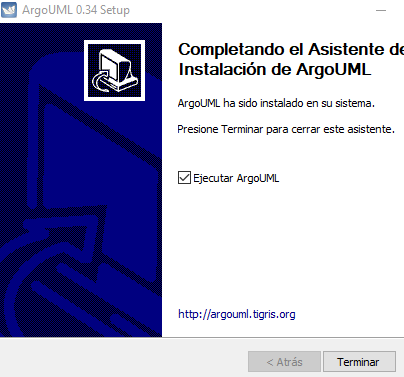 ArgoUML 0.34 Setup
Completando el Asistente de
Instalación de ArgoUML
ArgoUML ha sido instalado en su sistema.
Presione Terminar para cerrar este asistente.
Ejecutar ArgoUML
http://argouml.tigris.org
< Atrás
Terminar